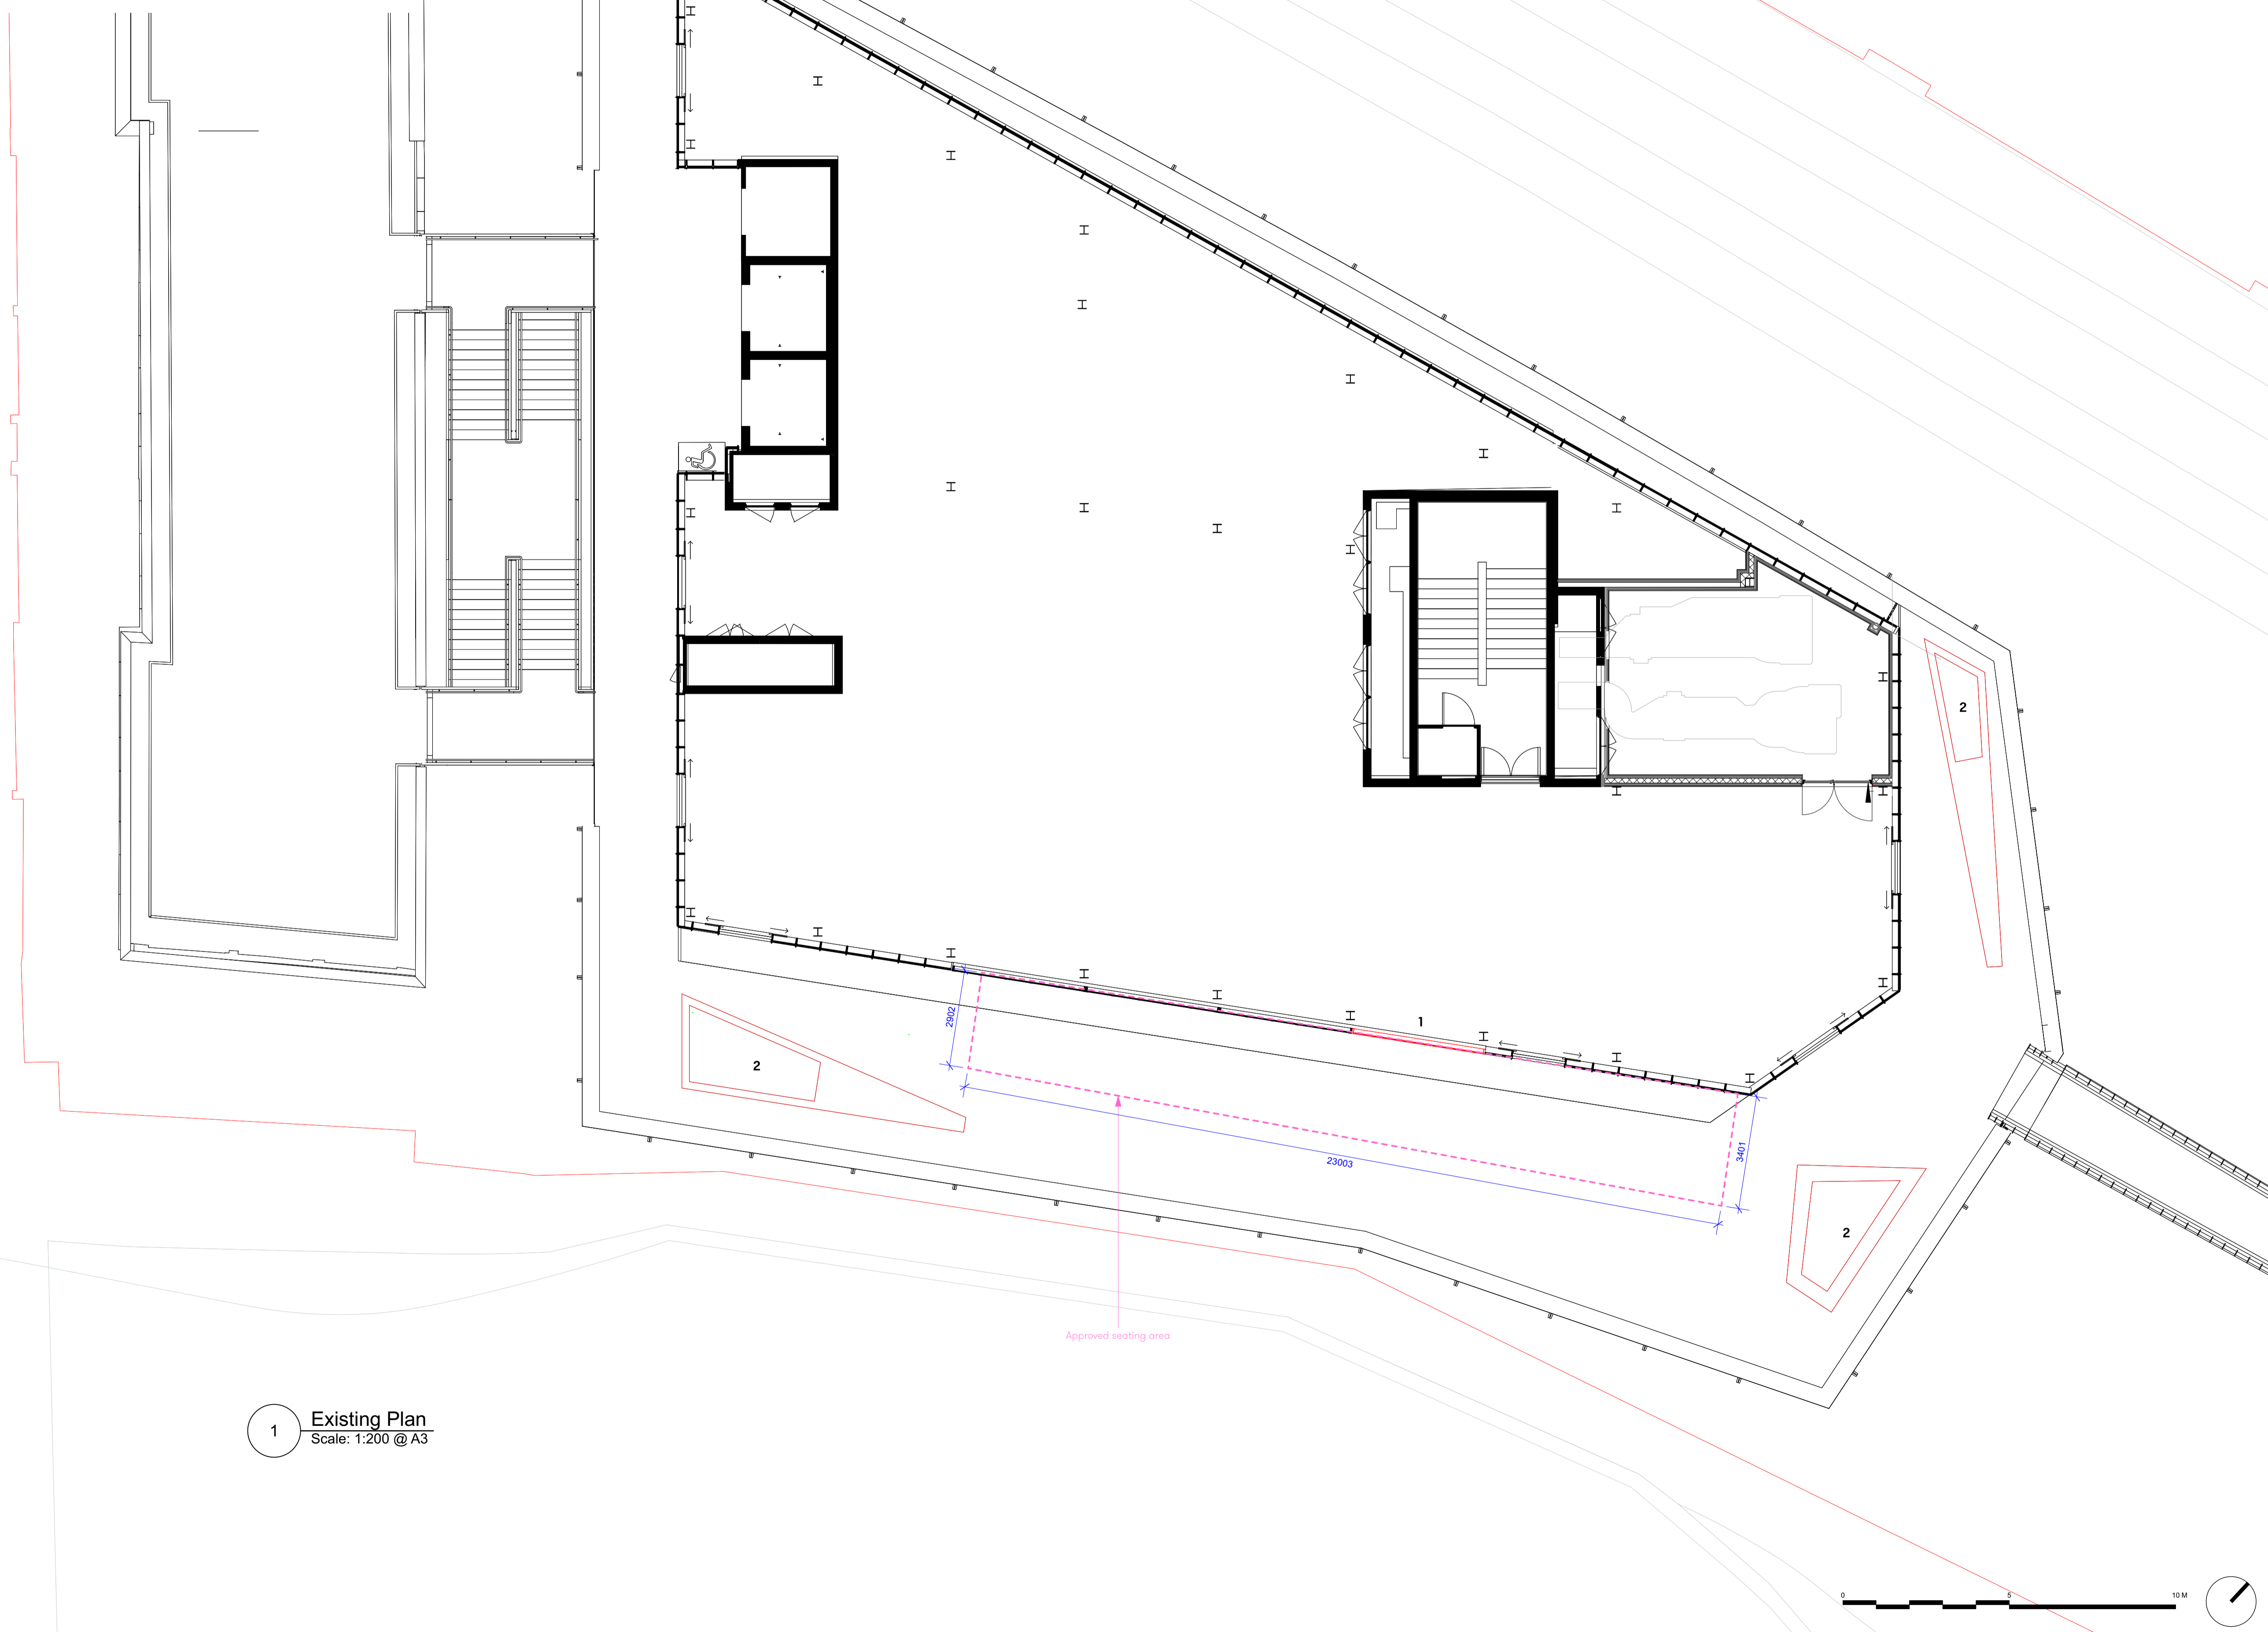 2
2902
1
2
23003
3401
2
Approved seating area
1
Existing Plan
Scale: 1:200 @ A3
0 5 10 M